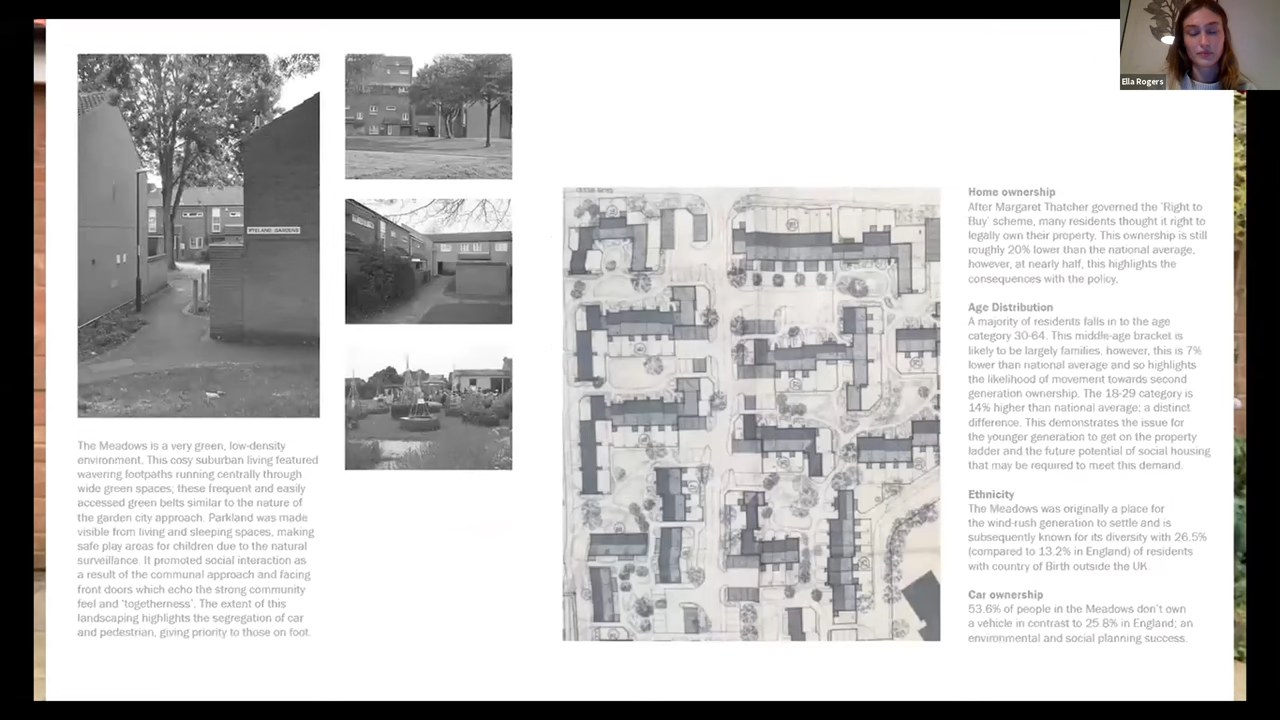 Ella Rogers
The Meadows is a very green, low-density
environment. This cosy suburban living featured
wavering footpaths running centrally through
wide green spaces; these frequent and easily
accessed green belts similar to the nature of
the garden city approach. Parkland was made
visible from living and sleeping spaces, making
safe play areas for children due to the natural
surveillance. It promoted social interaction as
a result of the communal approach and facing
front doors which echo the strong community
feel and 'togetherness'. The extent of this
landscaping highlights the segregation of car
and pedestrian, giving priority to those on foot.
Home ownership
After Margaret Thatcher governed the 'Right to
Buy' scheme, many residents thought it right to
legally own their property. This ownership is still
roughly 20% lower than the national average,
however, at nearly half, this highlights the
consequences with the policy.
Age Distribution
A majority of residents falls in to the age
category 30-64. This middle-age bracket is
likely to be largely families, however, this is 7%
lower than national average and so highlights
the likelihood of movement towards second
generation ownership. The 18-29 category is
14% higher than national average; a distinct
difference. This demonstrates the issue for
the younger generation to get on the property
ladder and the future potential of social housing
that may be required to meet this demand.
Ethnicity
The Meadows was originally a place for
the wind-rush generation to settle and is
subsequently known for its diversity with 26.5%
(compared to 13.2% in England) of residents
with country of Birth outside the UK.
Car ownership
53.6% of people in the Meadows don't own
a vehicle in contrast to 25.8% in England; an
environmental and social planning success.